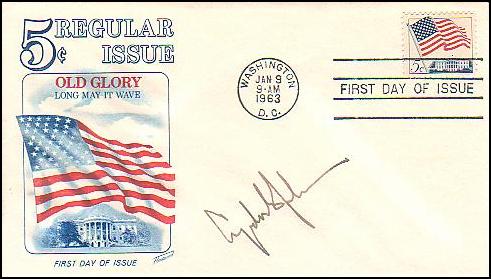 5¢ REGULAR
ISSUE
OLD GLORY
LONG MAY IT WAVE
FIRST DAY OF ISSUE
WASHINGTON
JAN 9
9-AM
1963
D.C.
5¢
FIRST DAY OF ISSUE